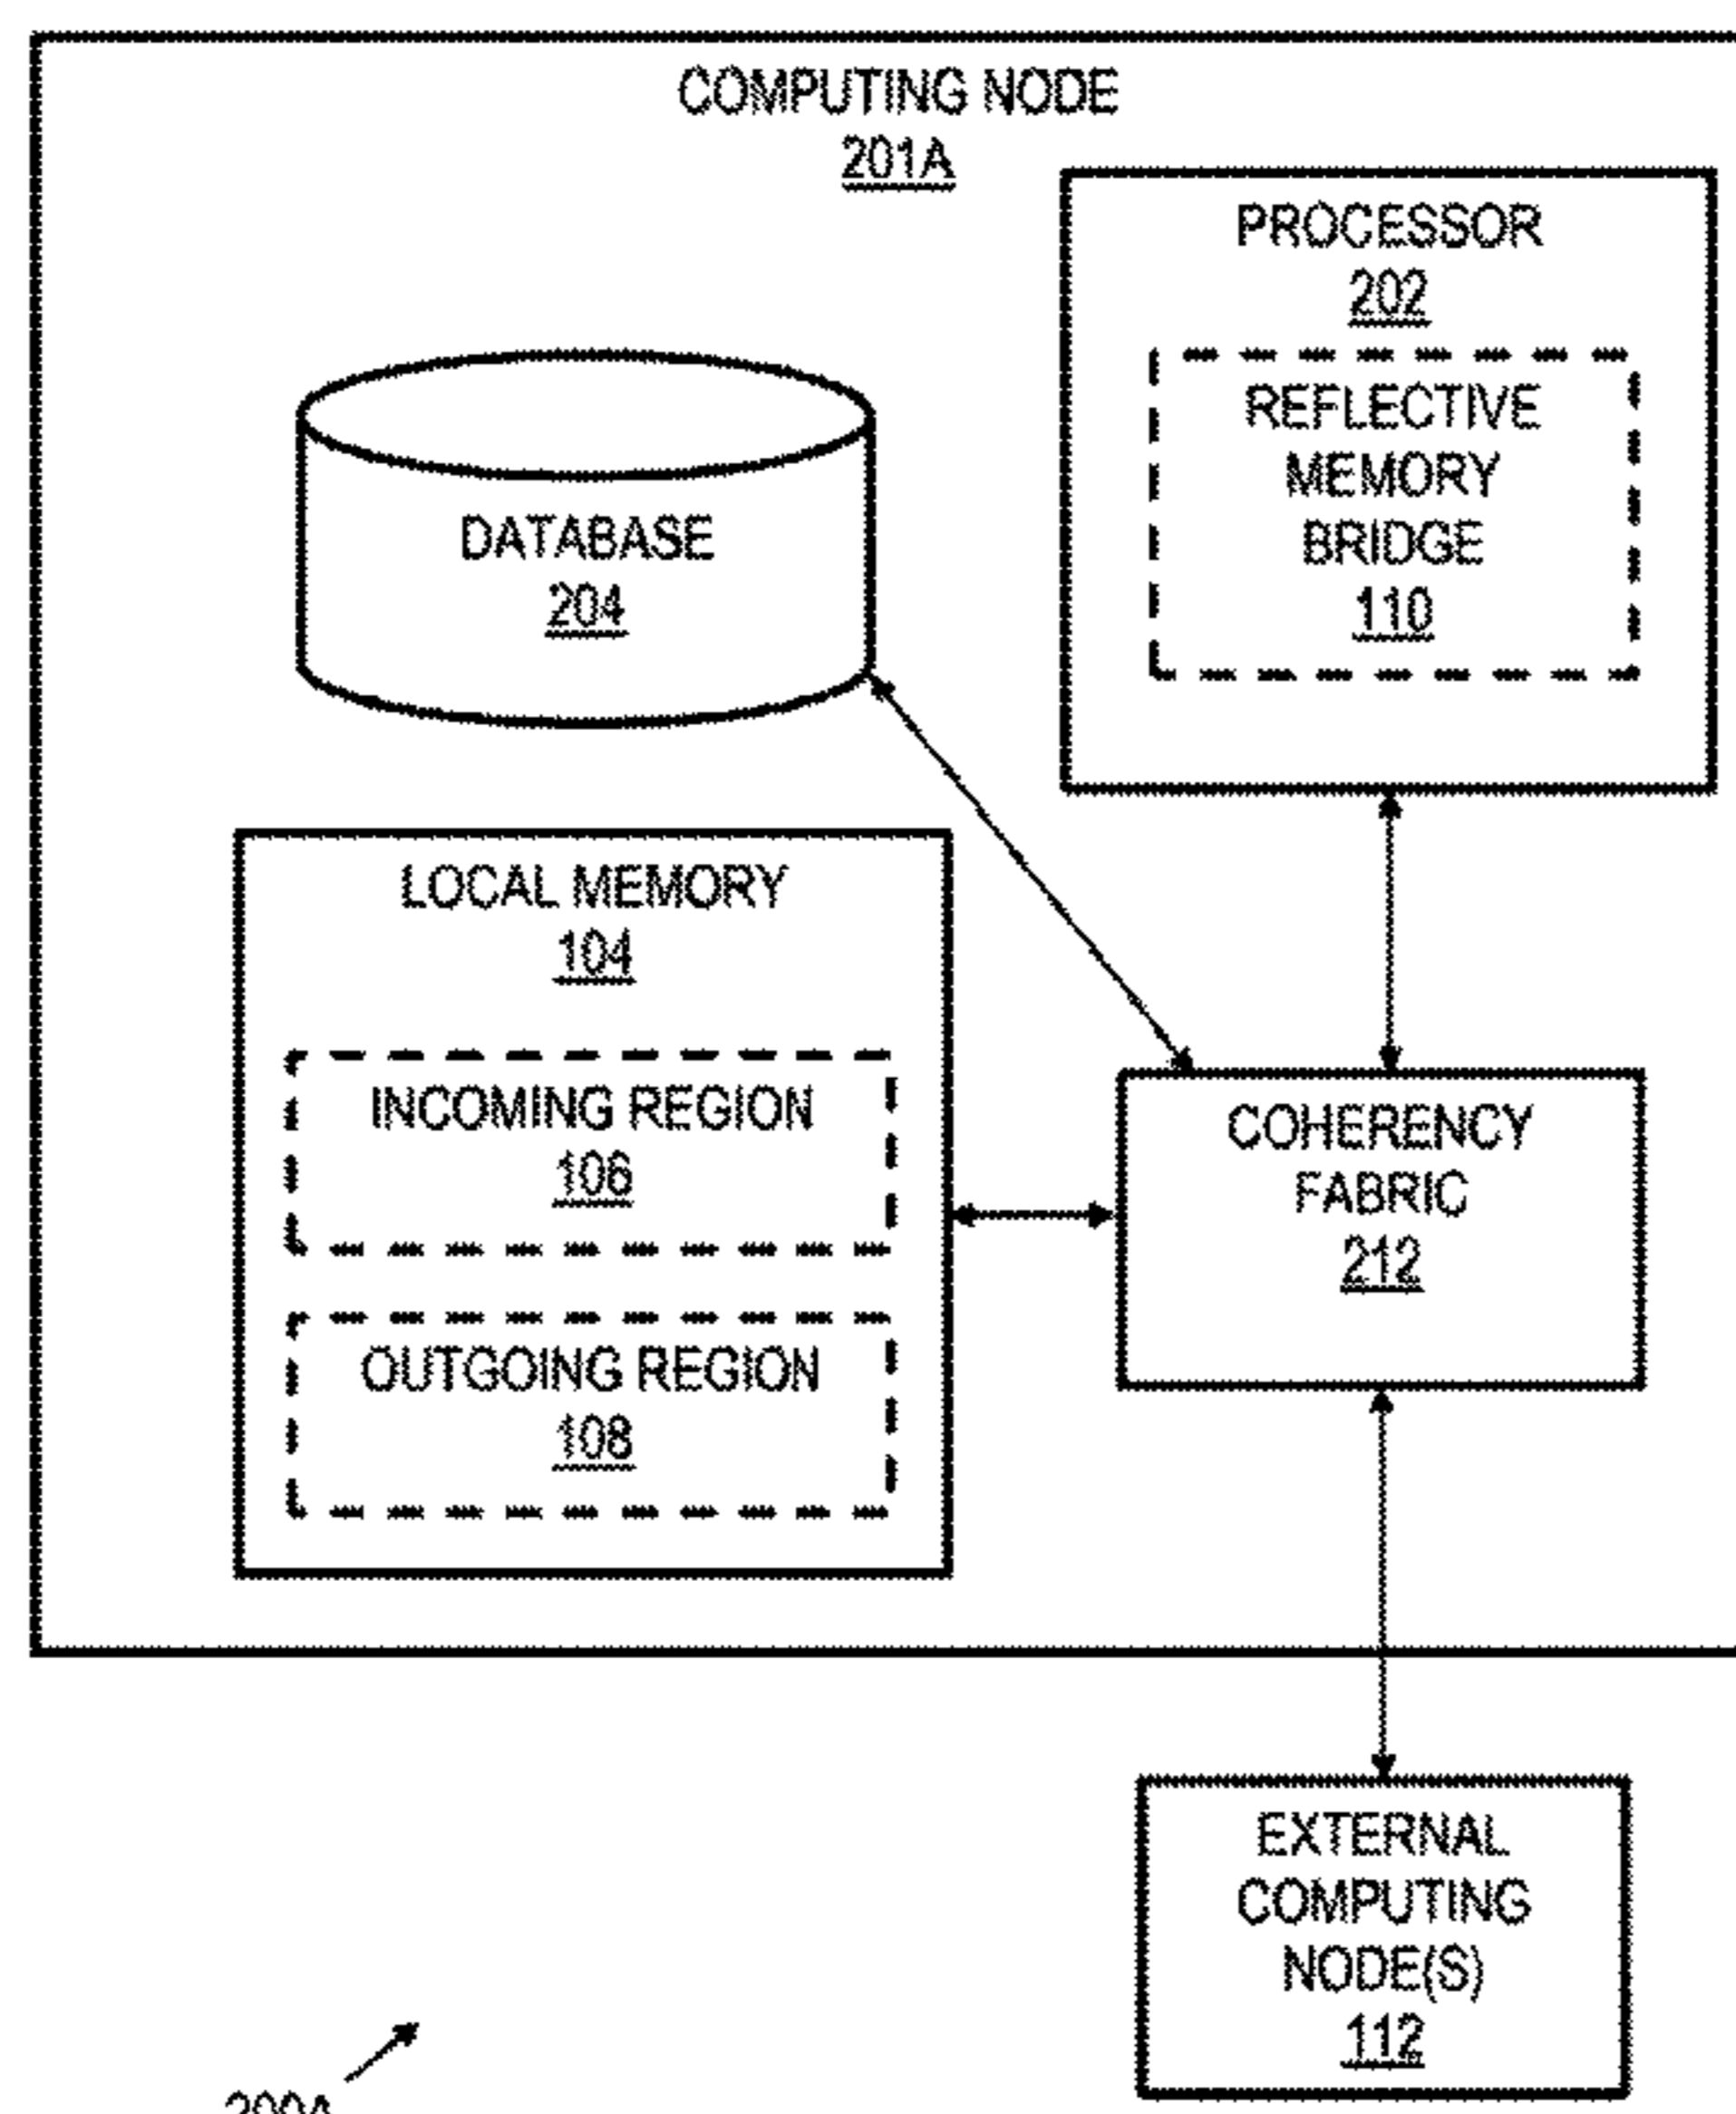 COMPUTING NODE
201A
PROCESSOR
202
REFLECTIVE
MEMORY
BRIDGE
110
DATABASE
204
LOCAL MEMORY
104
INCOMING REGION
106
OUTGOING REGION
108
COHERENCY
FABRIC
212
EXTERNAL
COMPUTING
NODE(S)
112
200A